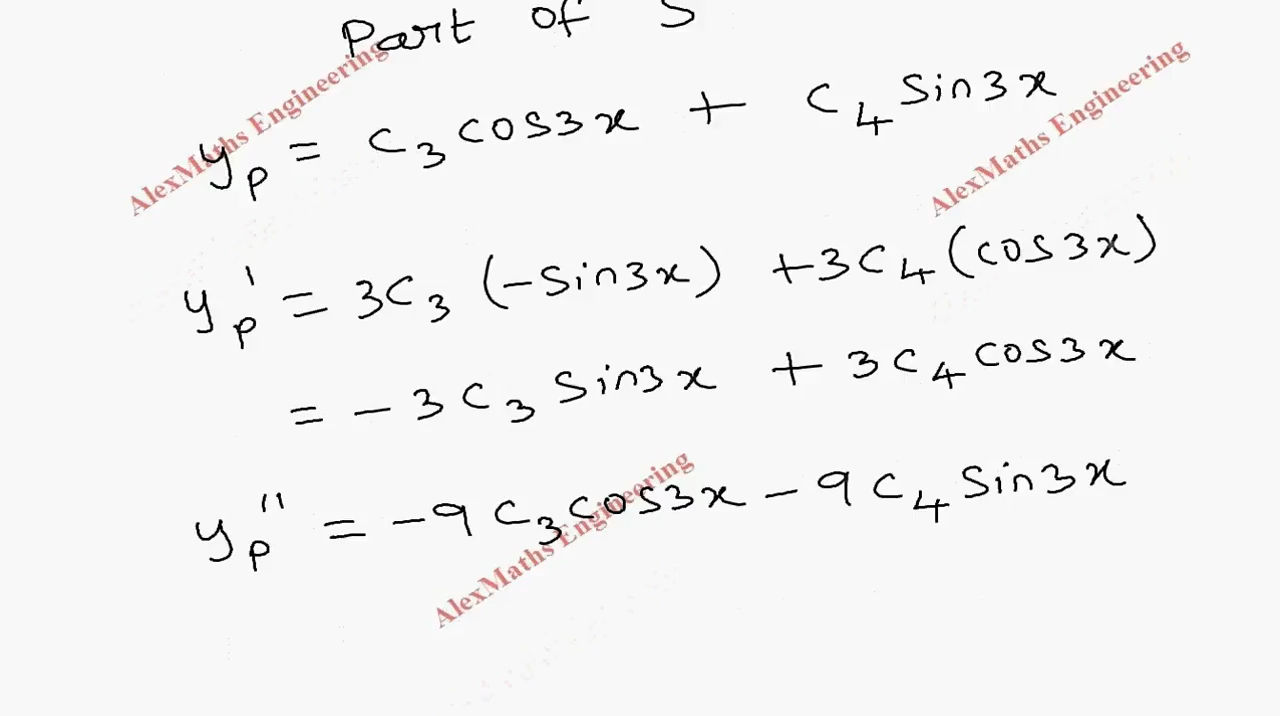 Part of S
y_p = c_3 cos3x + c_4 sin3x
y_p' = 3c_3 (-sin3x) +3c_4 (cos3x)
= -3c_3 sin3x + 3c_4 cos3x
y_p'' = -9c_3 cos3x - 9c_4 sin3x
AlexMaths Engineering
AlexMaths Engineering
AlexMaths Engineering